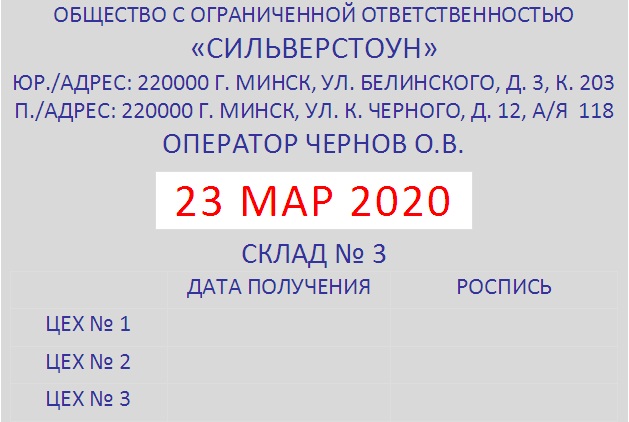 ОБЩЕСТВО С ОГРАНИЧЕННОЙ ОТВЕТСТВЕННОСТЬЮ
«СИЛЬВЕРСТОУН»
ЮР./АДРЕС: 220000 Г. МИНСК, УЛ. БЕЛИНСКОГО, Д. 3, К. 203
П./АДРЕС: 220000 Г. МИНСК, УЛ. К. ЧЕРНОГО, Д. 12, А/Я 118
ОПЕРАТОР ЧЕРНОВ О.В.
23 МАР 2020
СКЛАД № 3
ДАТА ПОЛУЧЕНИЯ РОСПИСЬ
ЦЕХ № 1
ЦЕХ № 2
ЦЕХ № 3